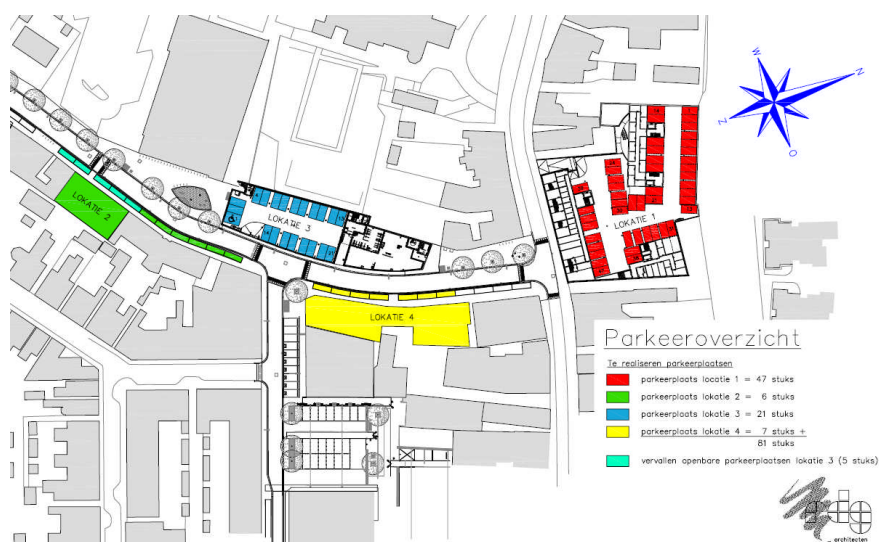 W
N
Z
O
LOKATIE 2
LOKATIE 3
LOKATIE 1
LOKATIE 4
Parkeeroverzicht
Te realiseren parkeerplaatsen
parkeerplaats locatie 1 = 47 stuks
parkeerplaats lokatie 2 = 6 stuks
parkeerplaats lokatie 3 = 21 stuks
parkeerplaats lokatie 4 = 7 stuks +
81 stuks
vervallen openbare parkeerplaatsen lokatie 3 (5 stuks)
architecten